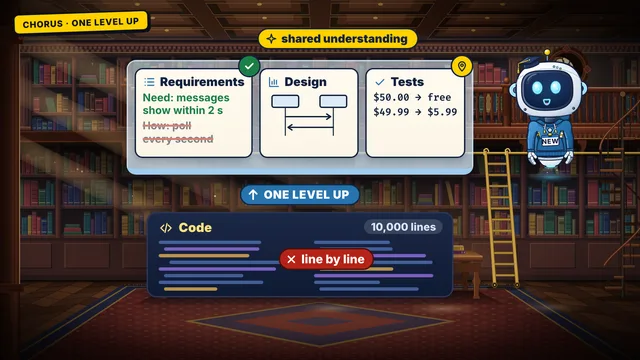 CHORUS · ONE LEVEL UP
shared understanding
Requirements
Need: messages
show within 2 s
How: poll
every second
Design
Tests
$50.00 → free
$49.99 → $5.99
NEW
↑ ONE LEVEL UP
</> Code
10,000 lines
× line by line